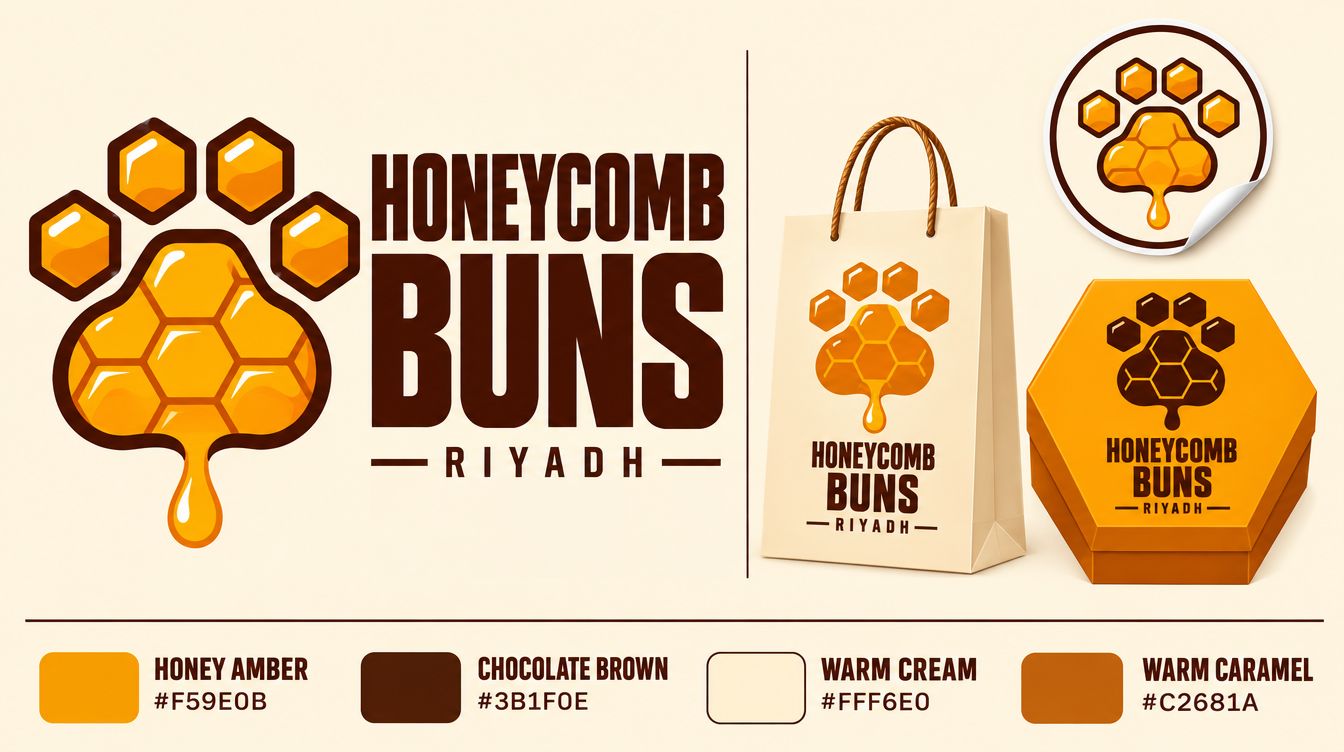 HONEYCOMB
BUNS
RIYADH
HONEYCOMB
BUNS
RIYADH
HONEYCOMB
BUNS
RIYADH
HONEY AMBER
#F59E0B
CHOCOLATE BROWN
#3B1F0E
WARM CREAM
#FFF6E0
WARM CARAMEL
#C2681A